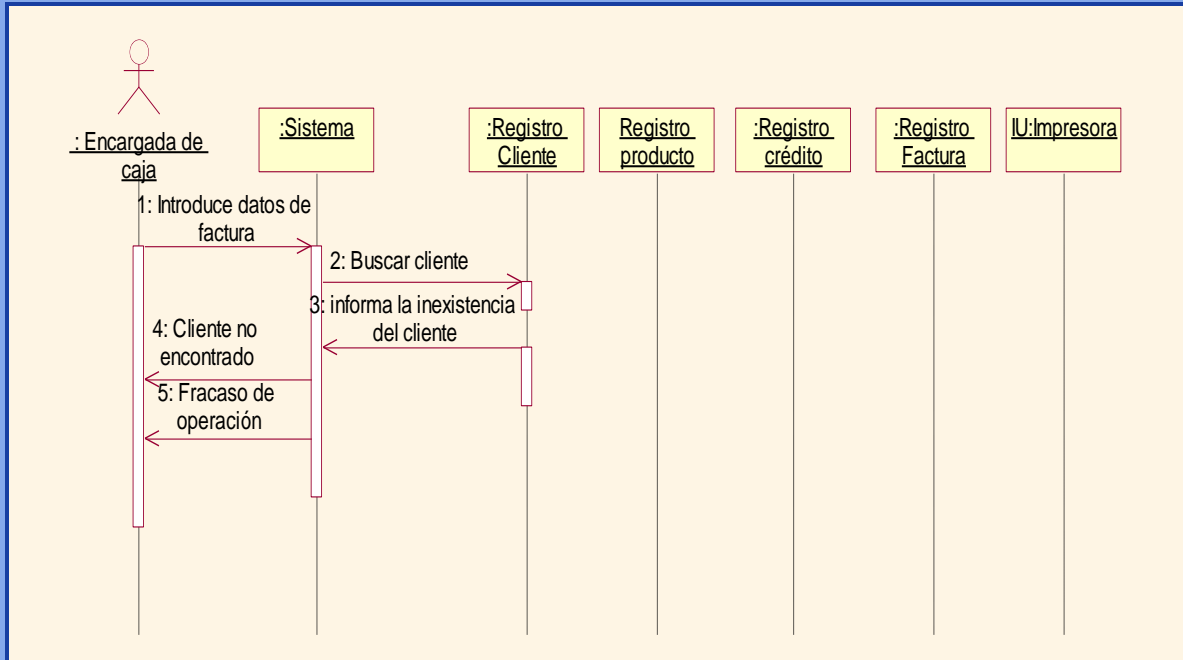 : Encargada de
caja
:Sistema
:Registro
Cliente
Registro
producto
:Registro
crédito
:Registro
Factura
IU:Impresora
1: Introduce datos de
factura
2: Buscar cliente
3: informa la inexistencia
del cliente
4: Cliente no
encontrado
5: Fracaso de
operación